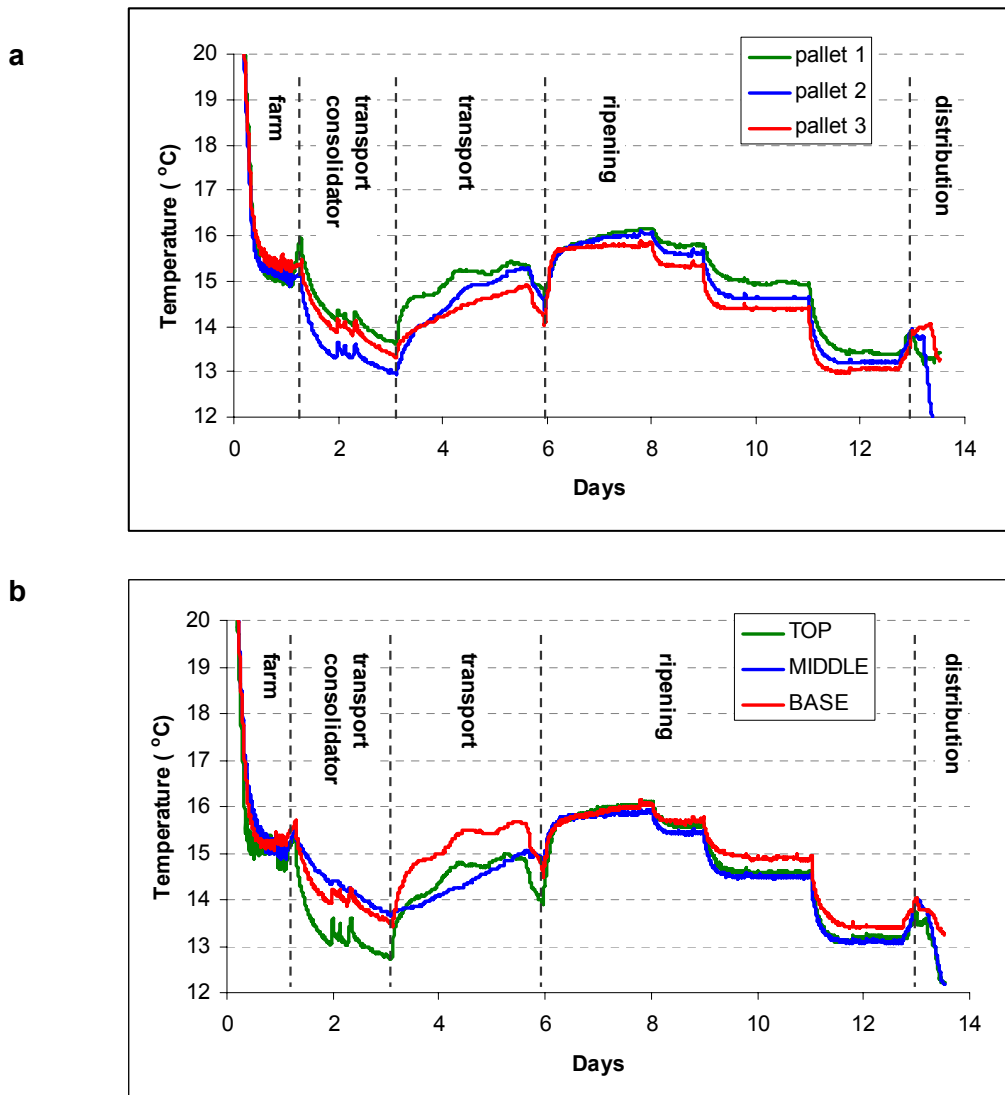 a
20
19
18
17
16
15
14
13
12
Temperature ( °C)
farm
transport
consolidator
transport
ripening
distribution
pallet 1
pallet 2
pallet 3
0 2 4 6 8 10 12 14
Days
b
20
19
18
17
16
15
14
13
12
Temperature ( °C)
farm
transport
consolidator
transport
ripening
distribution
TOP
MIDDLE
BASE
0 2 4 6 8 10 12 14
Days